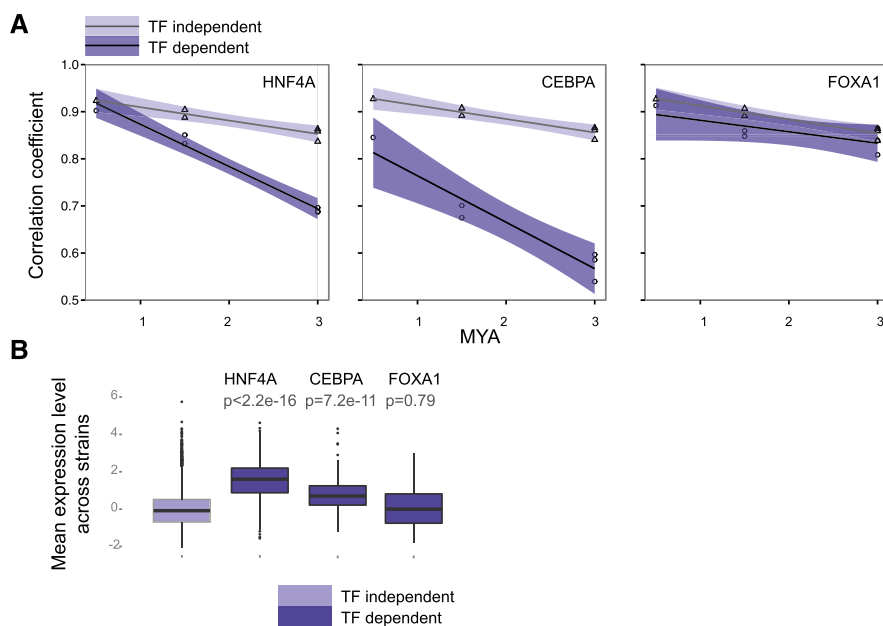 A
TF independent
TF dependent
HNF4A
CEBPA
FOXA1
Correlation coefficient
1.0
0.9
0.8
0.7
0.6
0.5
1 2 3
1 2 3
1 2 3
MYA
B
HNF4A CEBPA FOXA1
p<2.2e-16 p=7.2e-11 p=0.79
Mean expression level
across strains
6
4
2
0
-2
TF independent
TF dependent